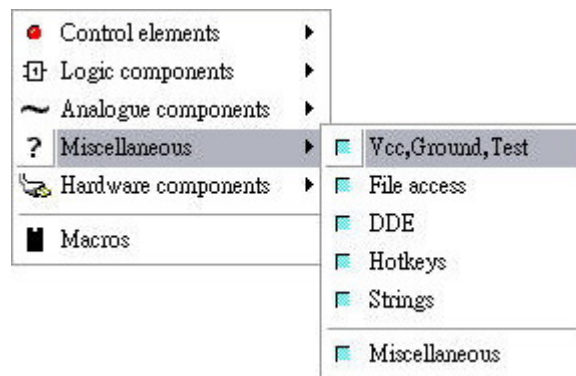 Control elements
Logic components
Analogue components
Miscellaneous
Hardware components
Macros
Vcc,Ground,Test
File access
DDE
Hotkeys
Strings
Miscellaneous